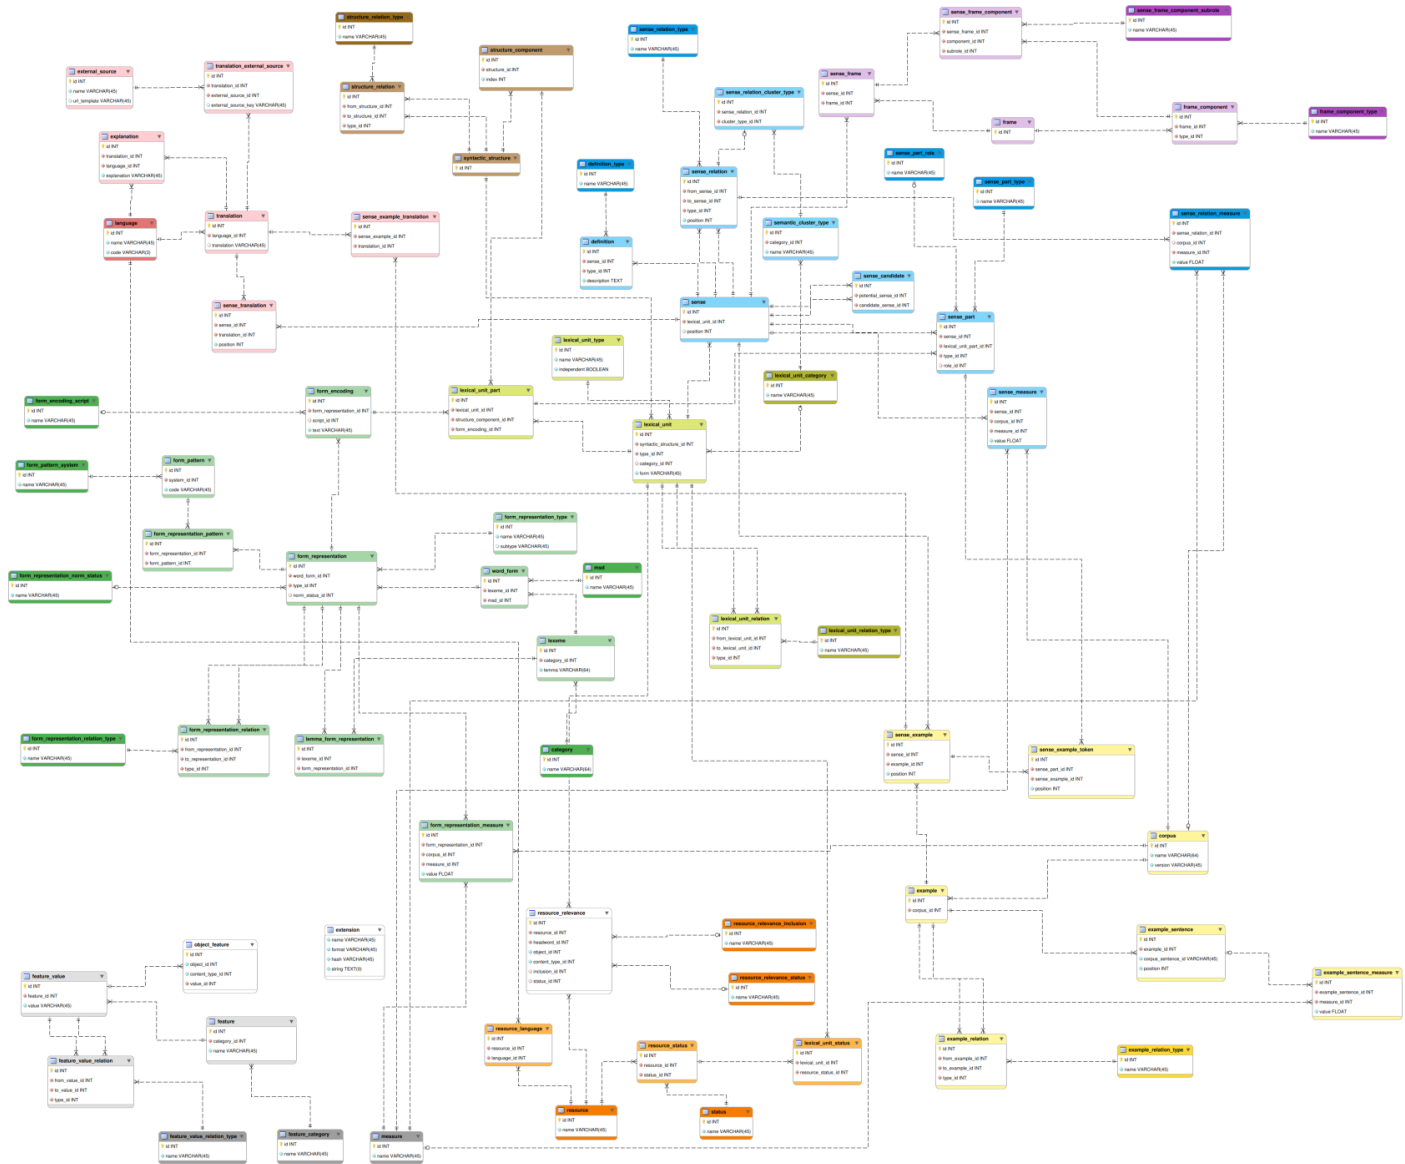 structure_relation_type
id INT
name VARCHAR(45)
sense_relation_type
id INT
name VARCHAR(45)
sense_frame_component
id INT
sense_frame_id INT
component_id INT
subrole_id INT
sense_frame_component_subrole
id INT
name VARCHAR(45)
structure_component
id INT
structure_id INT
index INT
external_source
id INT
name VARCHAR(45)
url_template VARCHAR(45)
translation_external_source
id INT
translation_id INT
external_source_id INT
external_source_key VARCHAR(45)
structure_relation
id INT
from_structure_id INT
to_structure_id INT
type_id INT
sense_relation_cluster_type
id INT
sense_relation_id INT
cluster_type_id INT
sense_frame
id INT
sense_id INT
frame_id INT
frame
id INT
frame_component
id INT
frame_id INT
type_id INT
frame_component_type
id INT
name VARCHAR(45)
explanation
id INT
translation_id INT
language_id INT
explanation VARCHAR(45)
syntactic_structure
id INT
definition_type
id INT
name VARCHAR(45)
sense_relation
id INT
from_sense_id INT
to_sense_id INT
type_id INT
position INT
sense_part_role
id INT
name VARCHAR(45)
sense_part_type
id INT
name VARCHAR(45)
language
id INT
name VARCHAR(45)
code VARCHAR(3)
translation
id INT
language_id INT
translation VARCHAR(45)
sense_example_translation
id INT
sense_example_id INT
translation_id INT
definition
id INT
sense_id INT
type_id INT
description TEXT
semantic_cluster_type
id INT
category_id INT
name VARCHAR(45)
sense_relation_measure
id INT
sense_relation_id INT
corpus_id INT
measure_id INT
value FLOAT
sense_candidate
id INT
potential_sense_id INT
candidate_sense_id INT
sense_translation
id INT
sense_id INT
translation_id INT
position INT
sense
id INT
lexical_unit_id INT
position INT
sense_part
id INT
sense_id INT
lexical_unit_part_id INT
type_id INT
role_id INT
lexical_unit_type
id INT
name VARCHAR(45)
independent BOOLEAN
form_encoding_script
id INT
name VARCHAR(45)
form_encoding
id INT
form_representation_id INT
script_id INT
text VARCHAR(45)
lexical_unit_part
id INT
lexical_unit_id INT
structure_component_id INT
form_encoding_id INT
lexical_unit_category
id INT
name VARCHAR(45)
sense_measure
id INT
sense_id INT
corpus_id INT
measure_id INT
value FLOAT
lexical_unit
id INT
syntactic_structure_id INT
type_id INT
category_id INT
form VARCHAR(45)
form_pattern_system
id INT
name VARCHAR(45)
form_pattern
id INT
system_id INT
code VARCHAR(45)
form_representation_pattern
id INT
form_representation_id INT
form_pattern_id INT
form_representation_type
id INT
name VARCHAR(45)
subtype VARCHAR(45)
form_representation_norm_status
id INT
name VARCHAR(45)
form_representation
id INT
word_form_id INT
type_id INT
norm_status_id INT
word_form
id INT
lexeme_id INT
msd_id INT
msd
id INT
name VARCHAR(45)
lexeme
id INT
category_id INT
lemma VARCHAR(64)
lexical_unit_relation
id INT
from_lexical_unit_id INT
to_lexical_unit_id INT
type_id INT
lexical_unit_relation_type
id INT
name VARCHAR(45)
form_representation_relation_type
id INT
name VARCHAR(45)
form_representation_relation
id INT
from_representation_id INT
to_representation_id INT
type_id INT
lemma_form_representation
id INT
lexeme_id INT
form_representation_id INT
category
id INT
name VARCHAR(64)
sense_example
id INT
sense_id INT
example_id INT
position INT
sense_example_token
id INT
sense_part_id INT
sense_example_id INT
position INT
form_representation_measure
id INT
form_representation_id INT
corpus_id INT
measure_id INT
value FLOAT
corpus
id INT
name VARCHAR(64)
version VARCHAR(45)
example
id INT
corpus_id INT
resource_relevance
id INT
resource_id INT
headword_id INT
object_id INT
content_type_id INT
inclusion_id INT
status_id INT
resource_relevance_inclusion
id INT
name VARCHAR(45)
resource_relevance_status
id INT
name VARCHAR(45)
example_sentence
id INT
example_id INT
corpus_sentence_id VARCHAR(45)
position INT
example_sentence_measure
id INT
example_sentence_id INT
measure_id INT
value FLOAT
extension
name VARCHAR(45)
format VARCHAR(45)
hash VARCHAR(45)
object_feature
id INT
object_id INT
content_type_id INT
value_id INT
feature_value
id INT
feature_id INT
value VARCHAR(45)
feature
id INT
category_id INT
name VARCHAR(45)
feature_value_relation
id INT
from_value_id INT
to_value_id INT
type_id INT
resource_language
id INT
resource_id INT
language_id INT
resource_status
id INT
resource_id INT
status_id INT
lexical_unit_status
id INT
lexical_unit_id INT
resource_status_id INT
example_relation
id INT
from_example_id INT
to_example_id INT
type_id INT
example_relation_type
id INT
name VARCHAR(45)
resource
id INT
name VARCHAR(45)
status
id INT
name VARCHAR(45)
feature_value_relation_type
id INT
name VARCHAR(45)
feature_category
id INT
name VARCHAR(45)
measure
id INT
name VARCHAR(45)